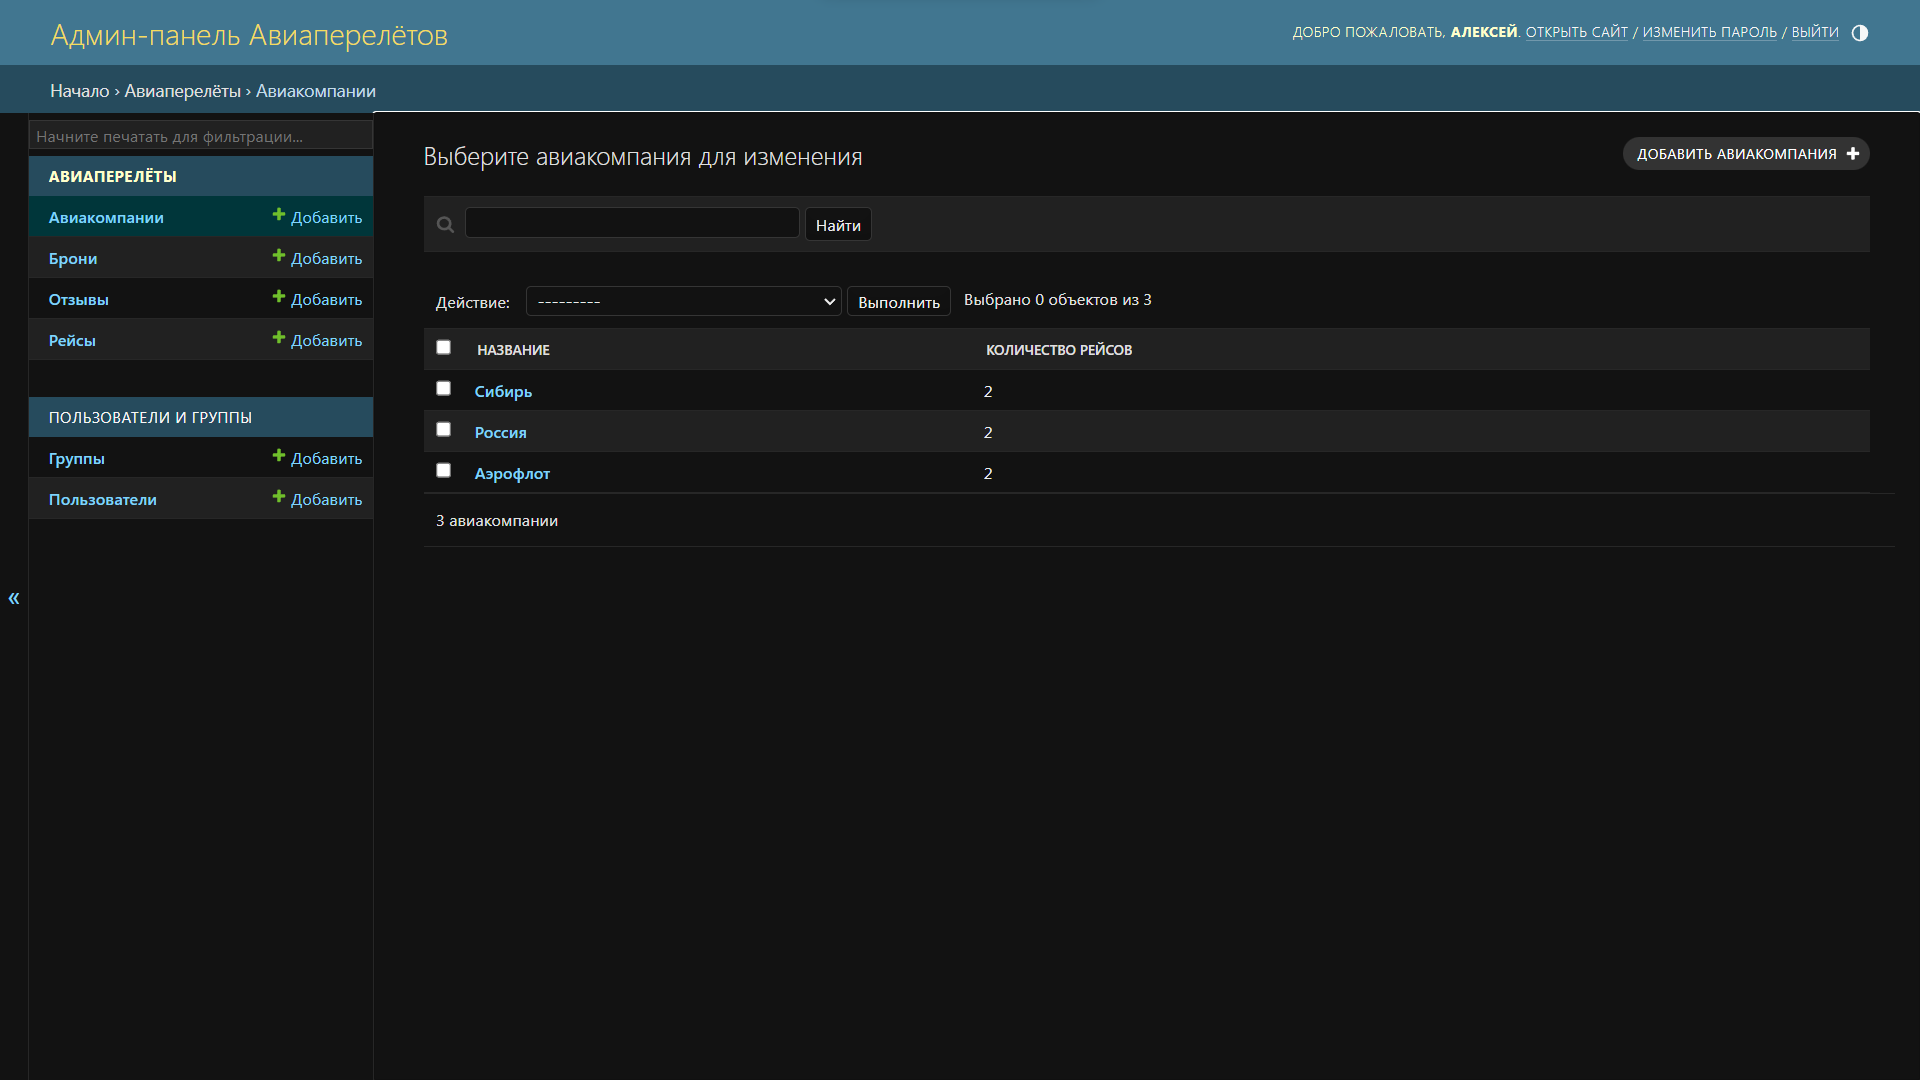 Админ-панель Авиаперелётов
ДОБРО ПОЖАЛОВАТЬ, АЛЕКСЕЙ. ОТКРЫТЬ САЙТ / ИЗМЕНИТЬ ПАРОЛЬ / ВЫЙТИ
Начало › Авиаперелёты › Авиакомпании
Начните печатать для фильтрации...
АВИАПЕРЕЛЁТЫ
Авиакомпании Добавить
Брони Добавить
Отзывы Добавить
Рейсы Добавить
ПОЛЬЗОВАТЕЛИ И ГРУППЫ
Группы Добавить
Пользователи Добавить
«
Выберите авиакомпания для изменения
ДОБАВИТЬ АВИАКОМПАНИЯ
Найти
Действие: --------- Выполнить Выбрано 0 объектов из 3
НАЗВАНИЕ КОЛИЧЕСТВО РЕЙСОВ
Сибирь 2
Россия 2
Аэрофлот 2
3 авиакомпании